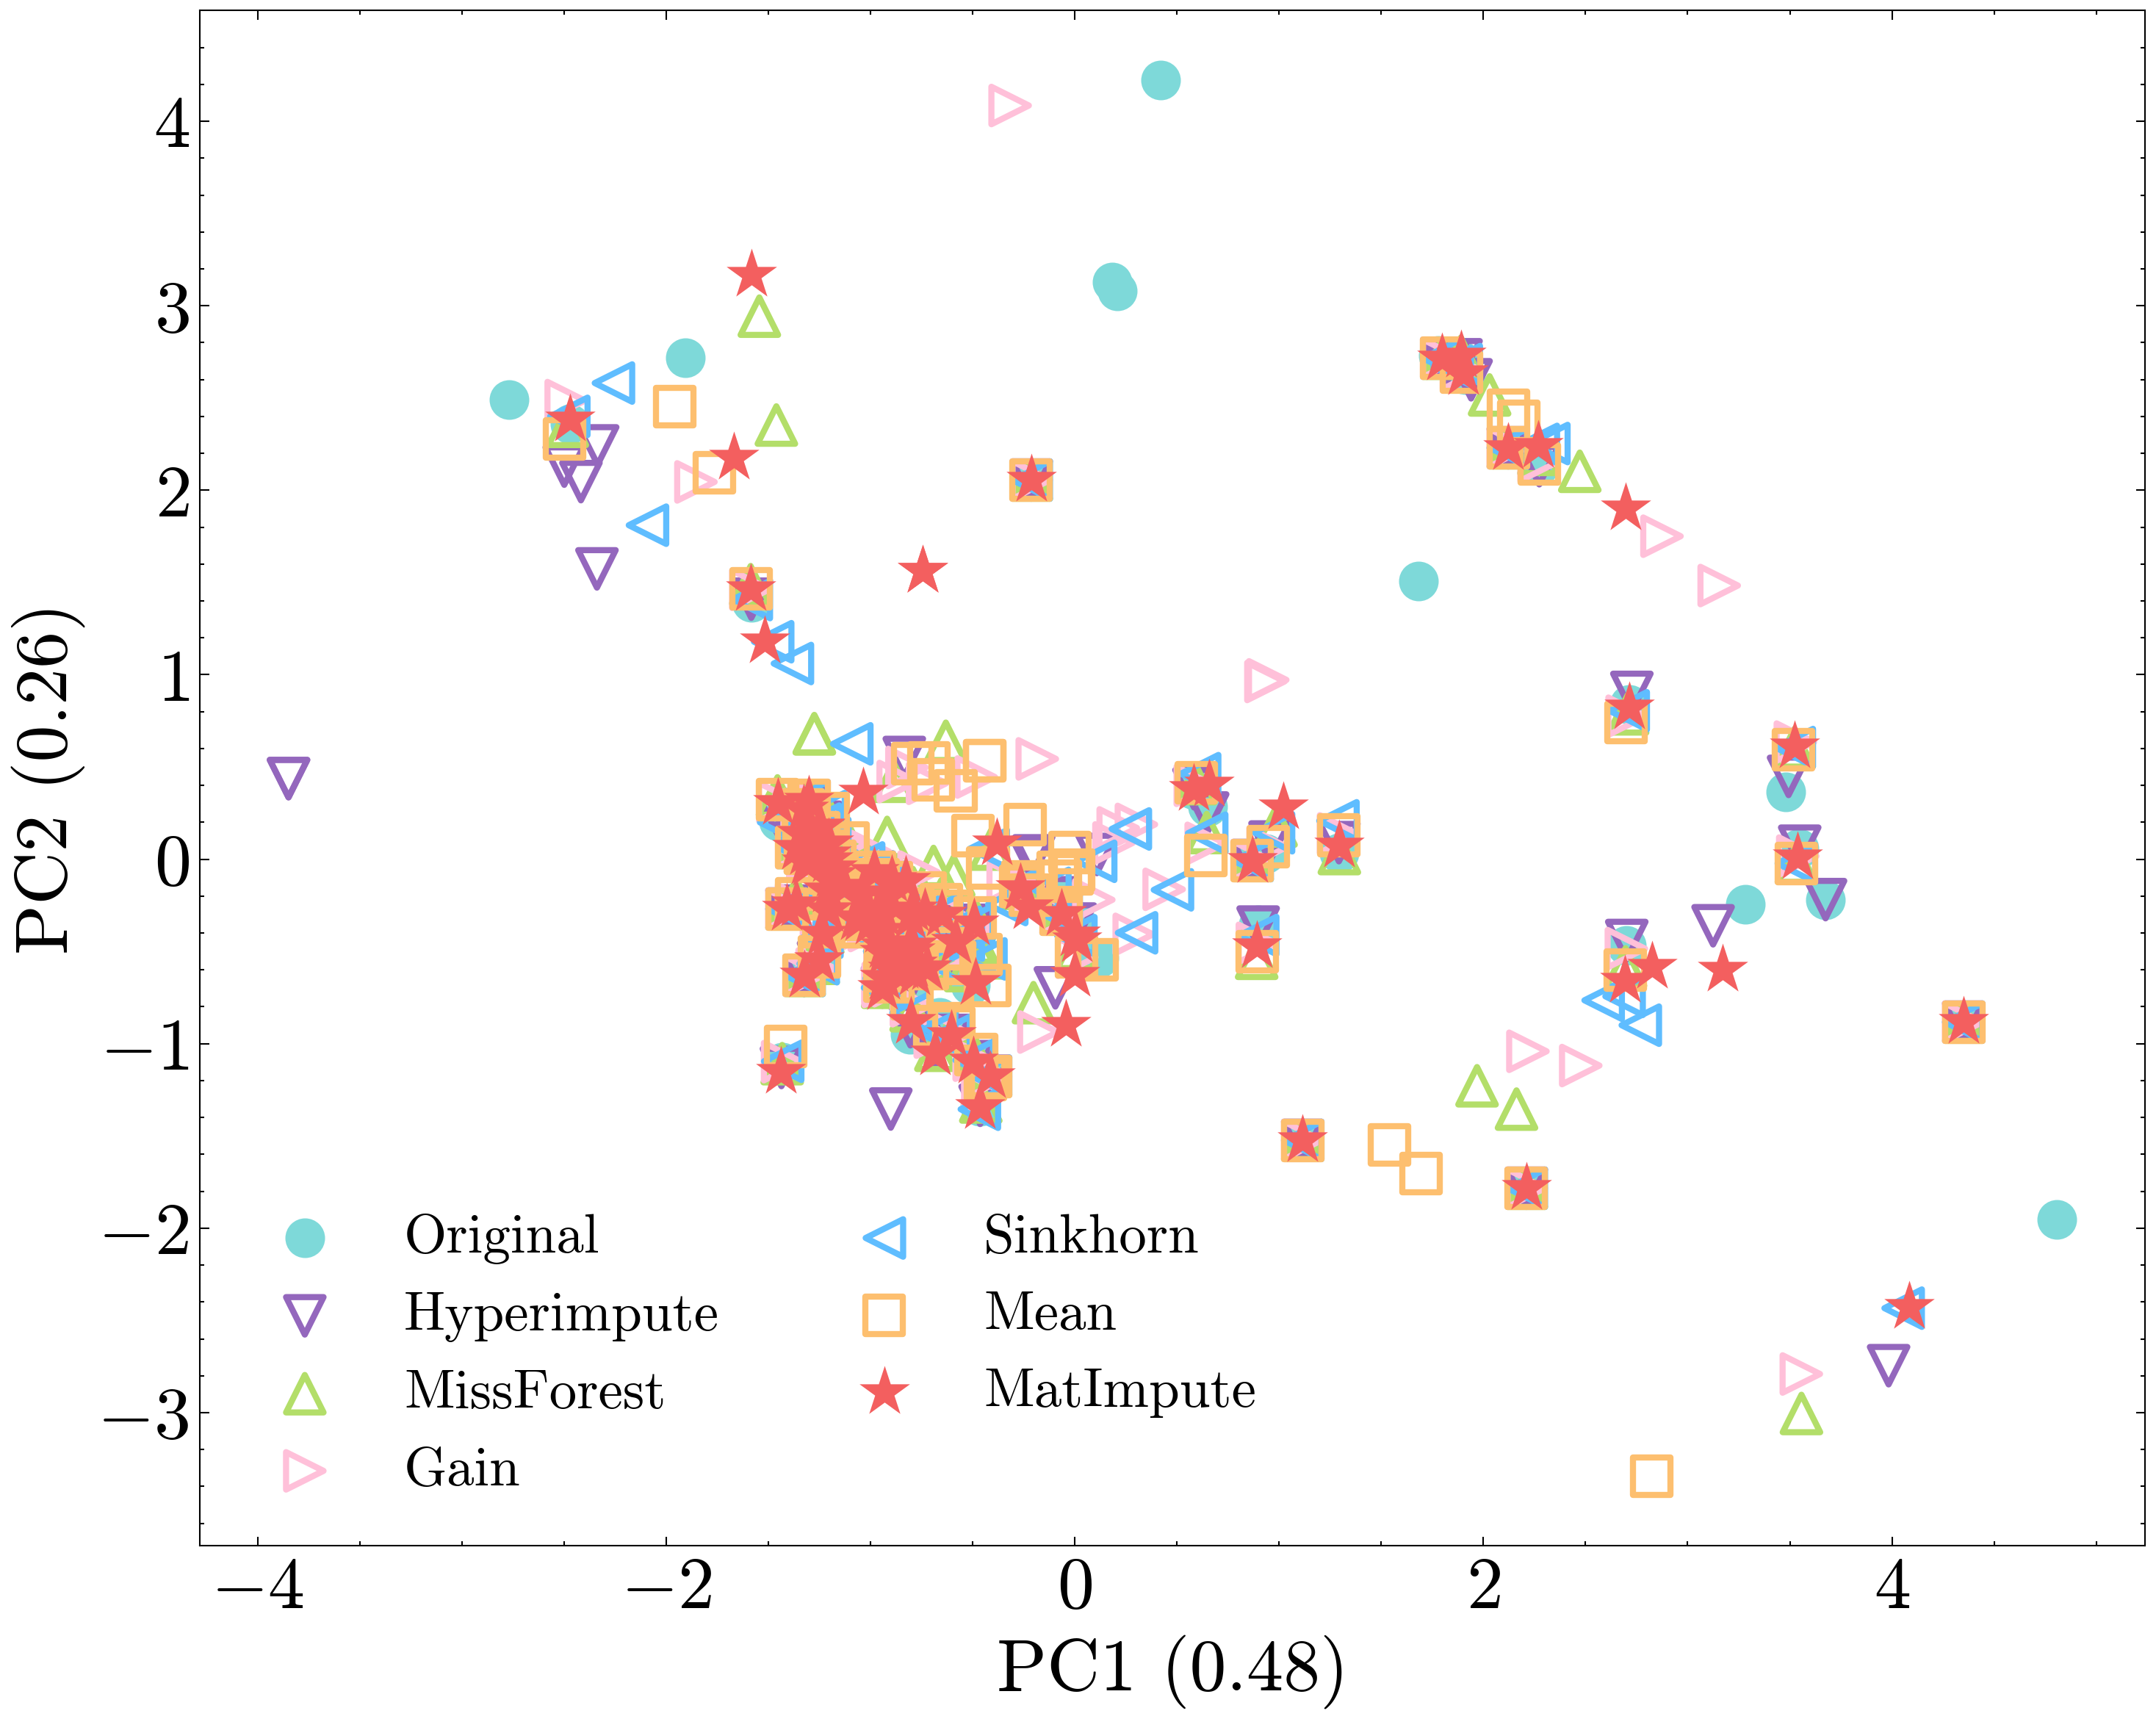 4
3
2
1
0
−1
−2
−3
PC2 (0.26)
Original
Hyperimpute
MissForest
Gain
Sinkhorn
Mean
MatImpute
−4 −2 0 2 4
PC1 (0.48)